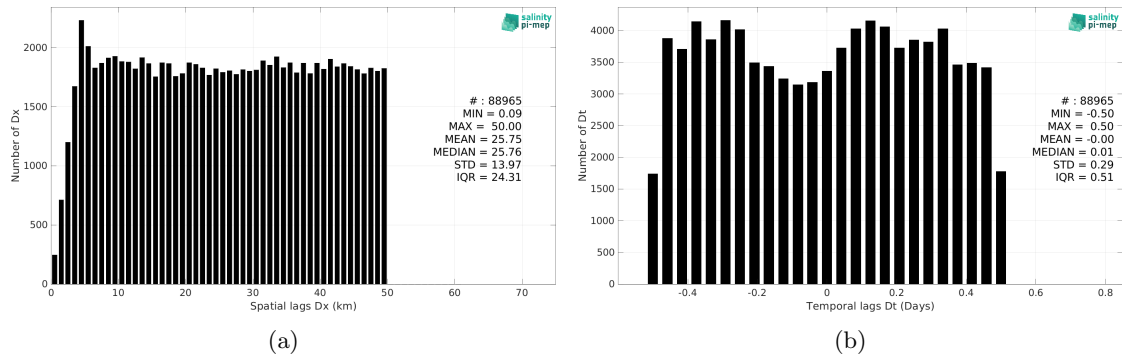 salinity
pi-mep
2000
1500
1000
500
0
Number of Dx
# : 88965
MIN = 0.09
MAX = 50.00
MEAN = 25.75
MEDIAN = 25.76
STD = 13.97
IQR = 24.31
0 10 20 30 40 50 60 70
Spatial lags Dx (km)
(a)
salinity
pi-mep
4000
3500
3000
2500
2000
1500
1000
500
0
Number of Dt
# : 88965
MIN = -0.50
MAX = 0.50
MEAN = -0.00
MEDIAN = 0.01
STD = 0.29
IQR = 0.51
-0.4 -0.2 0 0.2 0.4 0.6 0.8
Temporal lags Dt (Days)
(b)